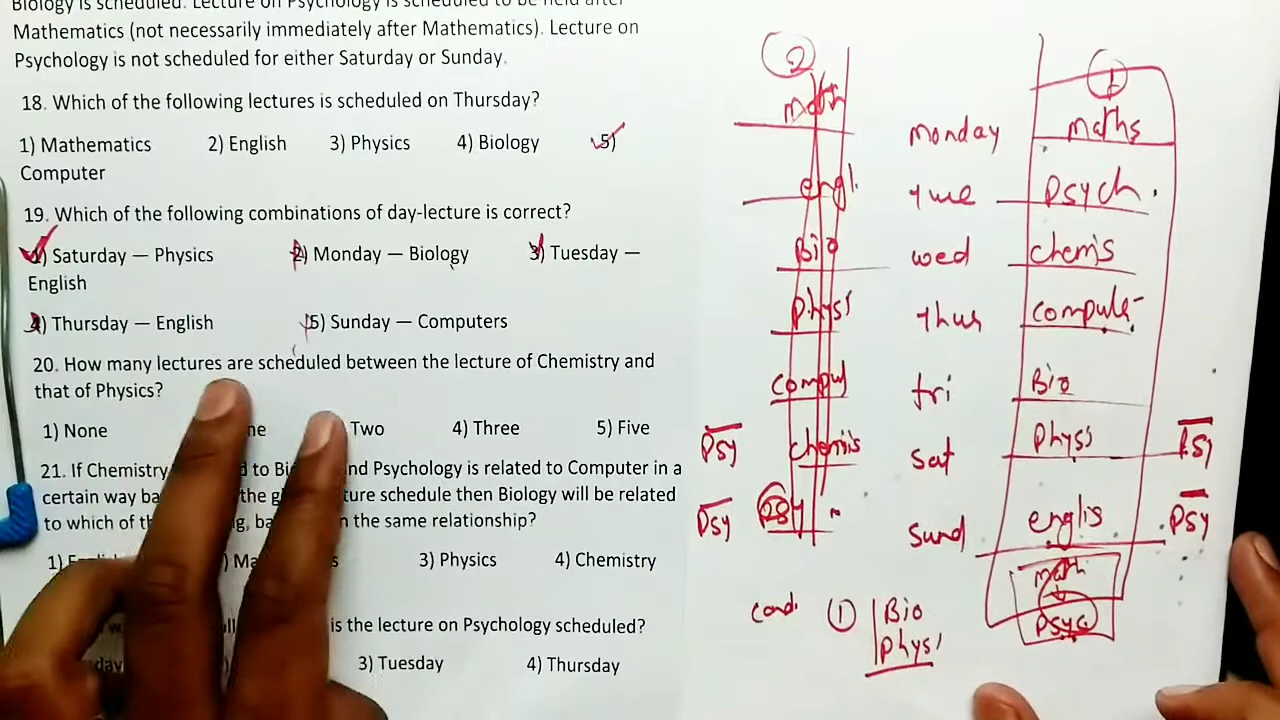 Biology is scheduled. Lecture on Psychology is scheduled to be held after
Mathematics (not necessarily immediately after Mathematics). Lecture on
Psychology is not scheduled for either Saturday or Sunday.
18. Which of the following lectures is scheduled on Thursday?
1) Mathematics 2) English 3) Physics 4) Biology 5)
Computer
19. Which of the following combinations of day-lecture is correct?
1) Saturday — Physics 2) Monday — Biology 3) Tuesday —
English
4) Thursday — English 5) Sunday — Computers
20. How many lectures are scheduled between the lecture of Chemistry and
that of Physics?
1) None Two 4) Three 5) Five
21. If Chemistry to and Psychology is related to Computer in a
certain way the schedule then Biology will be related
to which of in the same relationship?
3) Physics 4) Chemistry
is the lecture on Psychology scheduled?
3) Tuesday 4) Thursday
2
math
engl.
Bio
physs
comput
chemis
Psy
Psy
Psy
monday
tue
wed
thus
fri
sat
sund
1
maths
psych.
chemis
Bio
physs
englis
Psy
Psy
math
psyc
cond. 1 Bio
phys